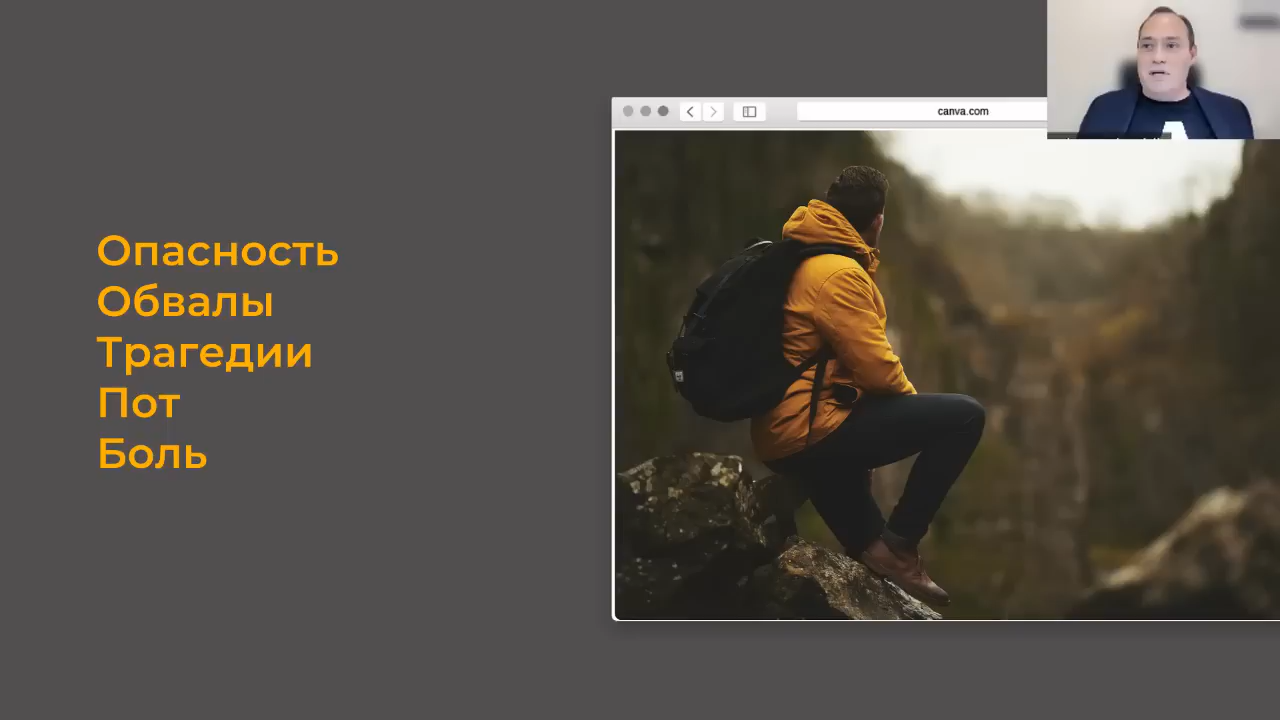 canva.com
Опасность
Обвалы
Трагедии
Пот
Боль